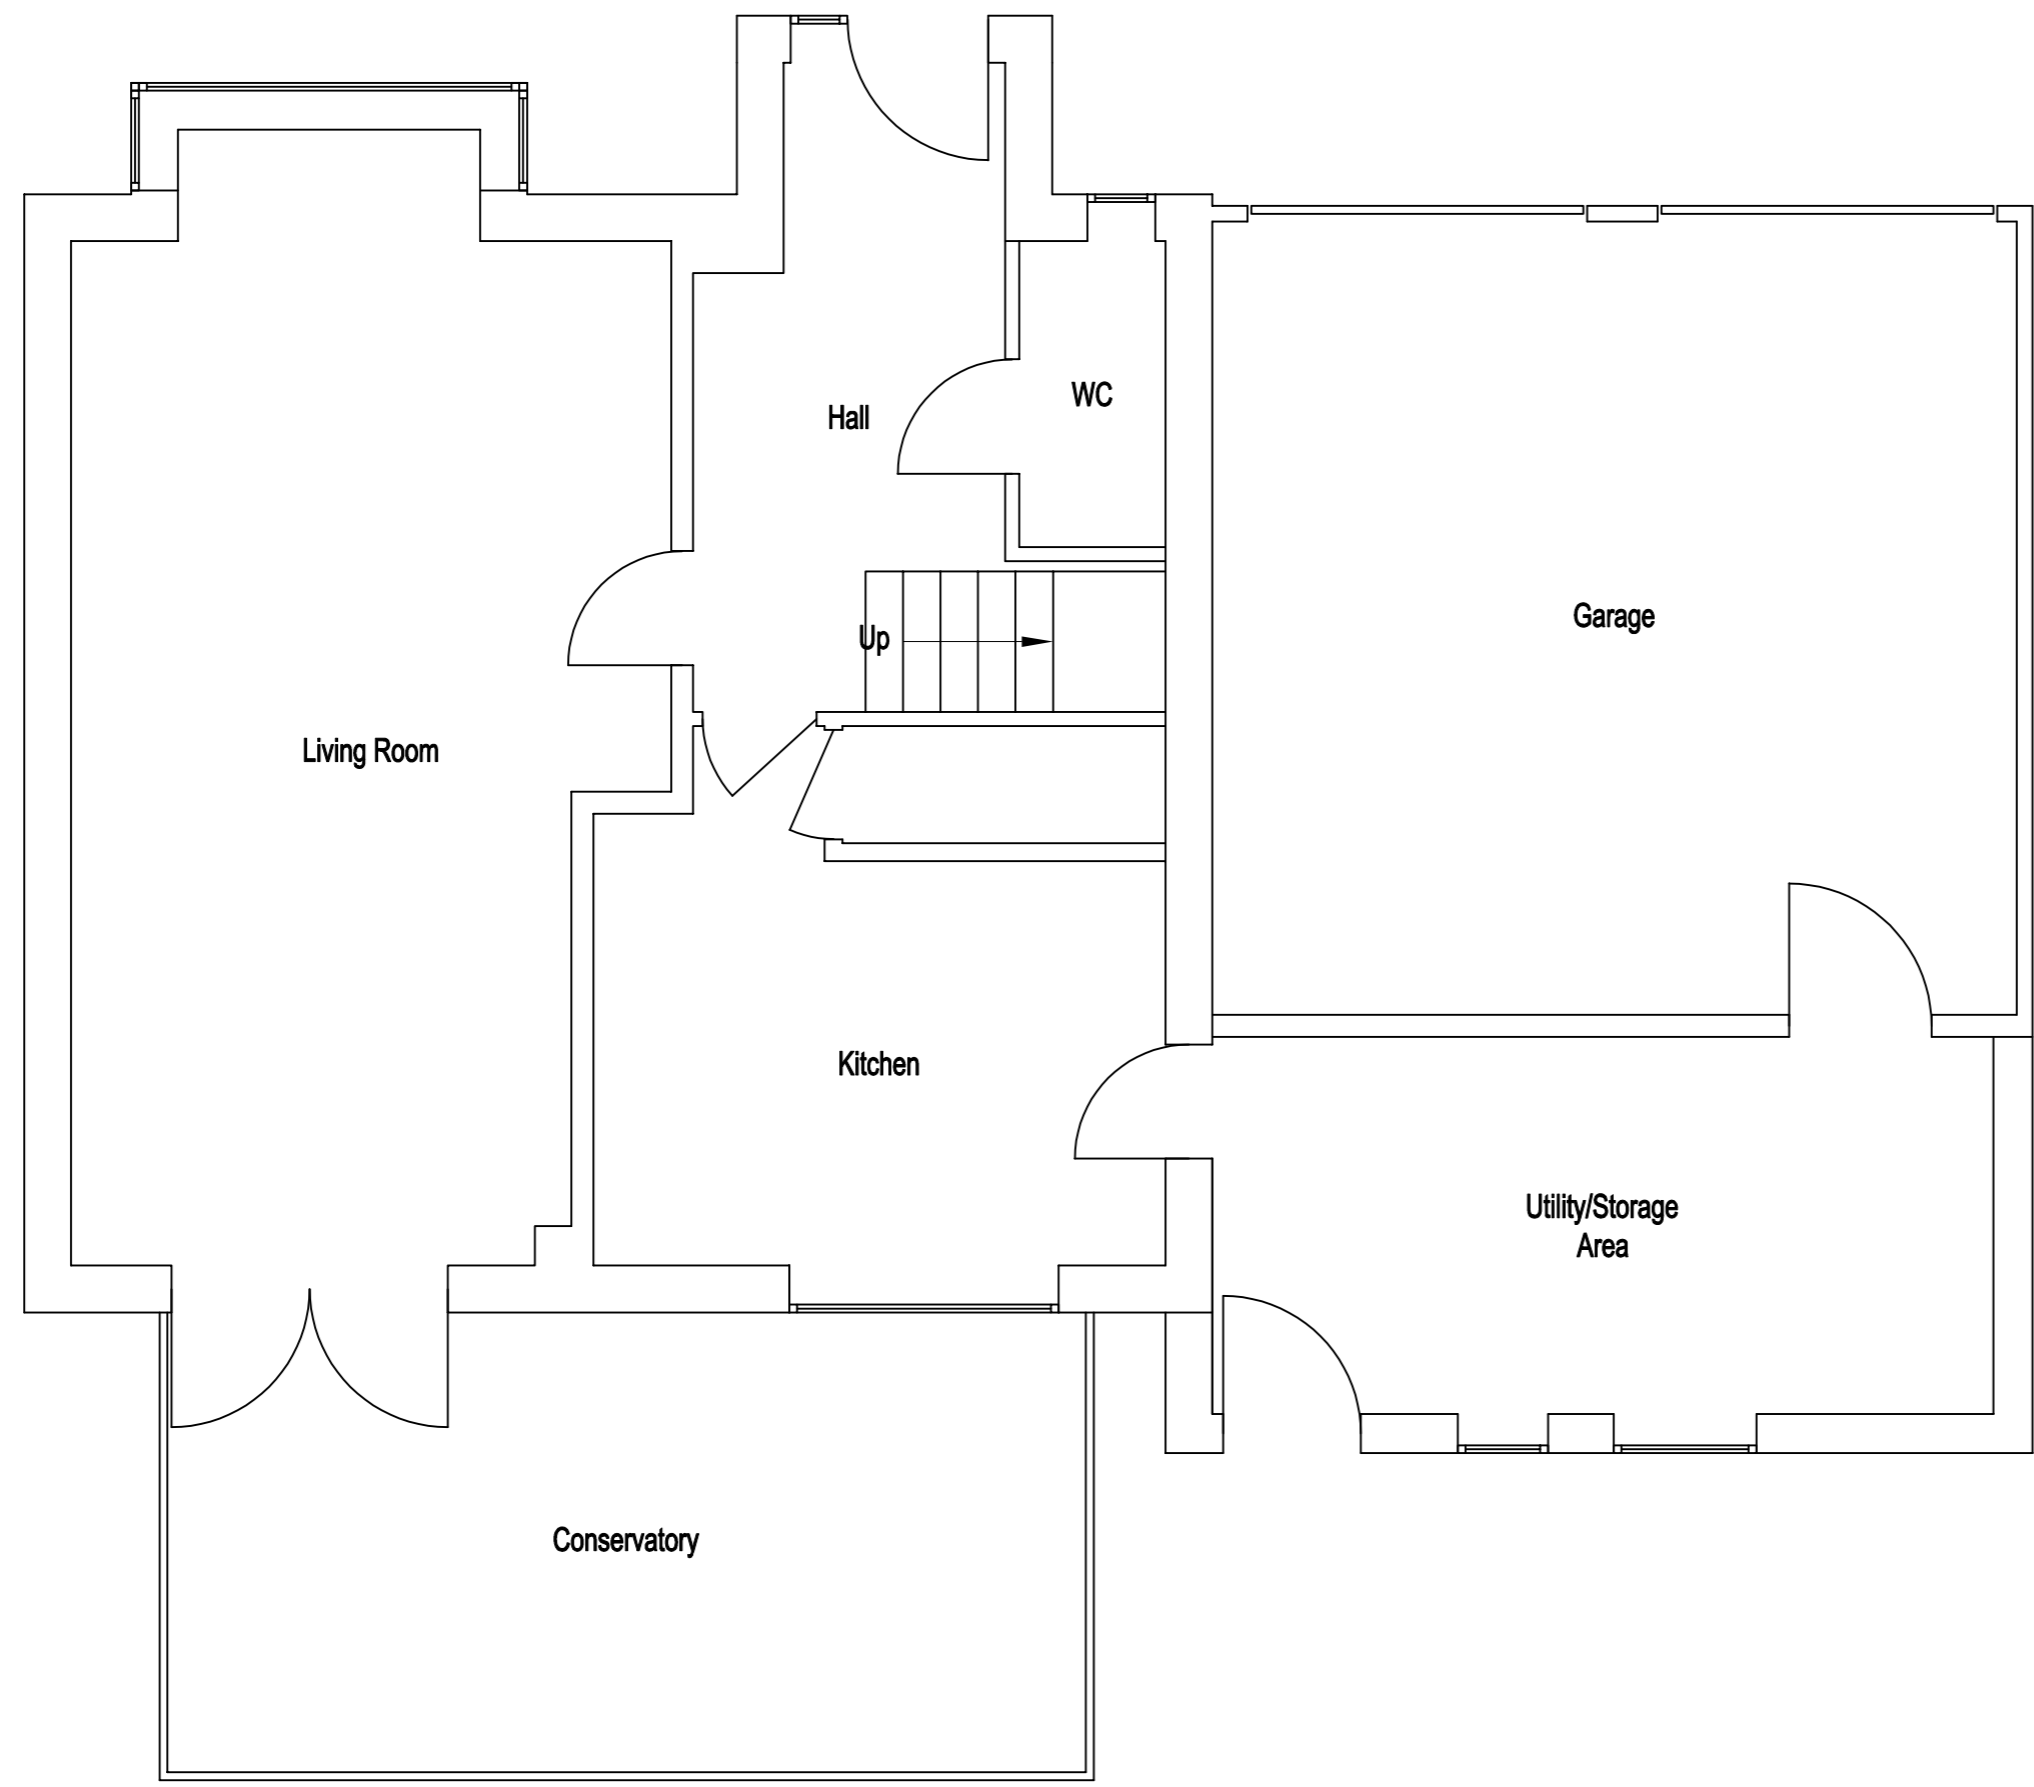 WC
Hall
Garage
Up
Living Room
Kitchen
Utility/Storage
Area
Conservatory